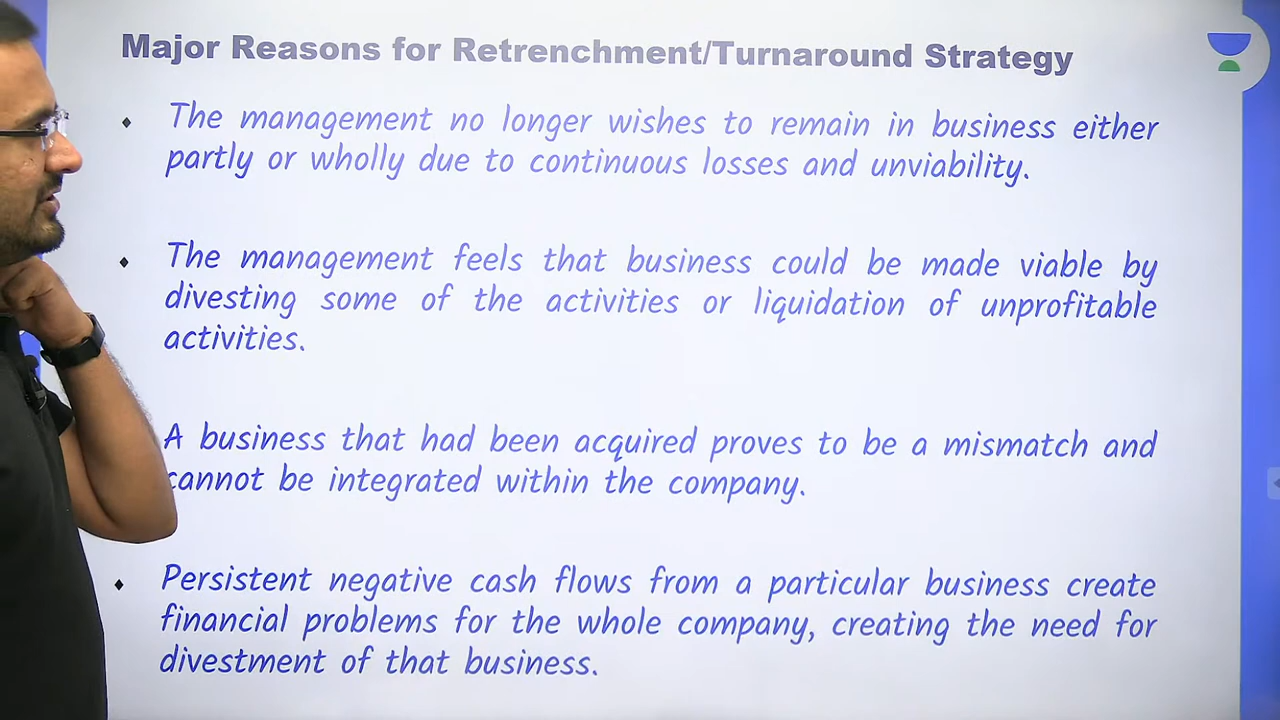 Major Reasons for Retrenchment/Turnaround Strategy
The management no longer wishes to remain in business either
partly or wholly due to continuous losses and unviability.
The management feels that business could be made viable by
divesting some of the activities or liquidation of unprofitable
activities.
A business that had been acquired proves to be a mismatch and
cannot be integrated within the company.
Persistent negative cash flows from a particular business create
financial problems for the whole company, creating the need for
divestment of that business.